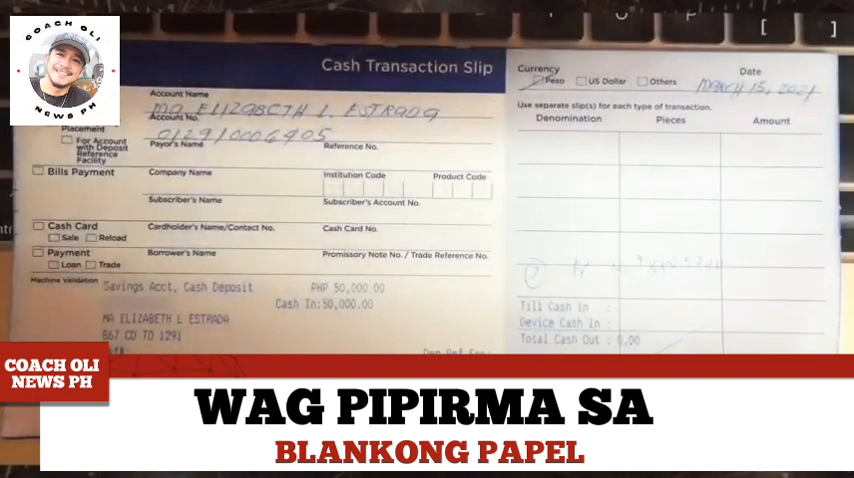 COACH OLI
NEWS PH
Cash Transaction Slip
Currency
Peso US Dollar Others
Date
MARCH 15, 2021
Account Name
MA. ELIZABETH L. ESTRADA
Account No.
012910006905
Use separate slip(s) for each type of transaction.
Denomination Pieces Amount
Placement
For Account
with Deposit
Reference
Facility
Payor's Name Reference No.
Bills Payment Company Name Institution Code Product Code
Subscriber's Name Subscriber's Account No.
Cash Card Cardholder's Name/Contact No. Cash Card No.
Sale Reload
Payment Borrower's Name Promissory Note No. / Trade Reference No.
Loan Trade
Machine Validation
Savings Acct, Cash Deposit PHP 50,000.00
Cash In:50,000.00
MA ELIZABETH L ESTRADA
867 CD TD 1291
Till Cash in :
Device Cash In :
Total Cash Out : 0.00
COACH OLI
NEWS PH
WAG PIPIRMA SA
BLANKONG PAPEL